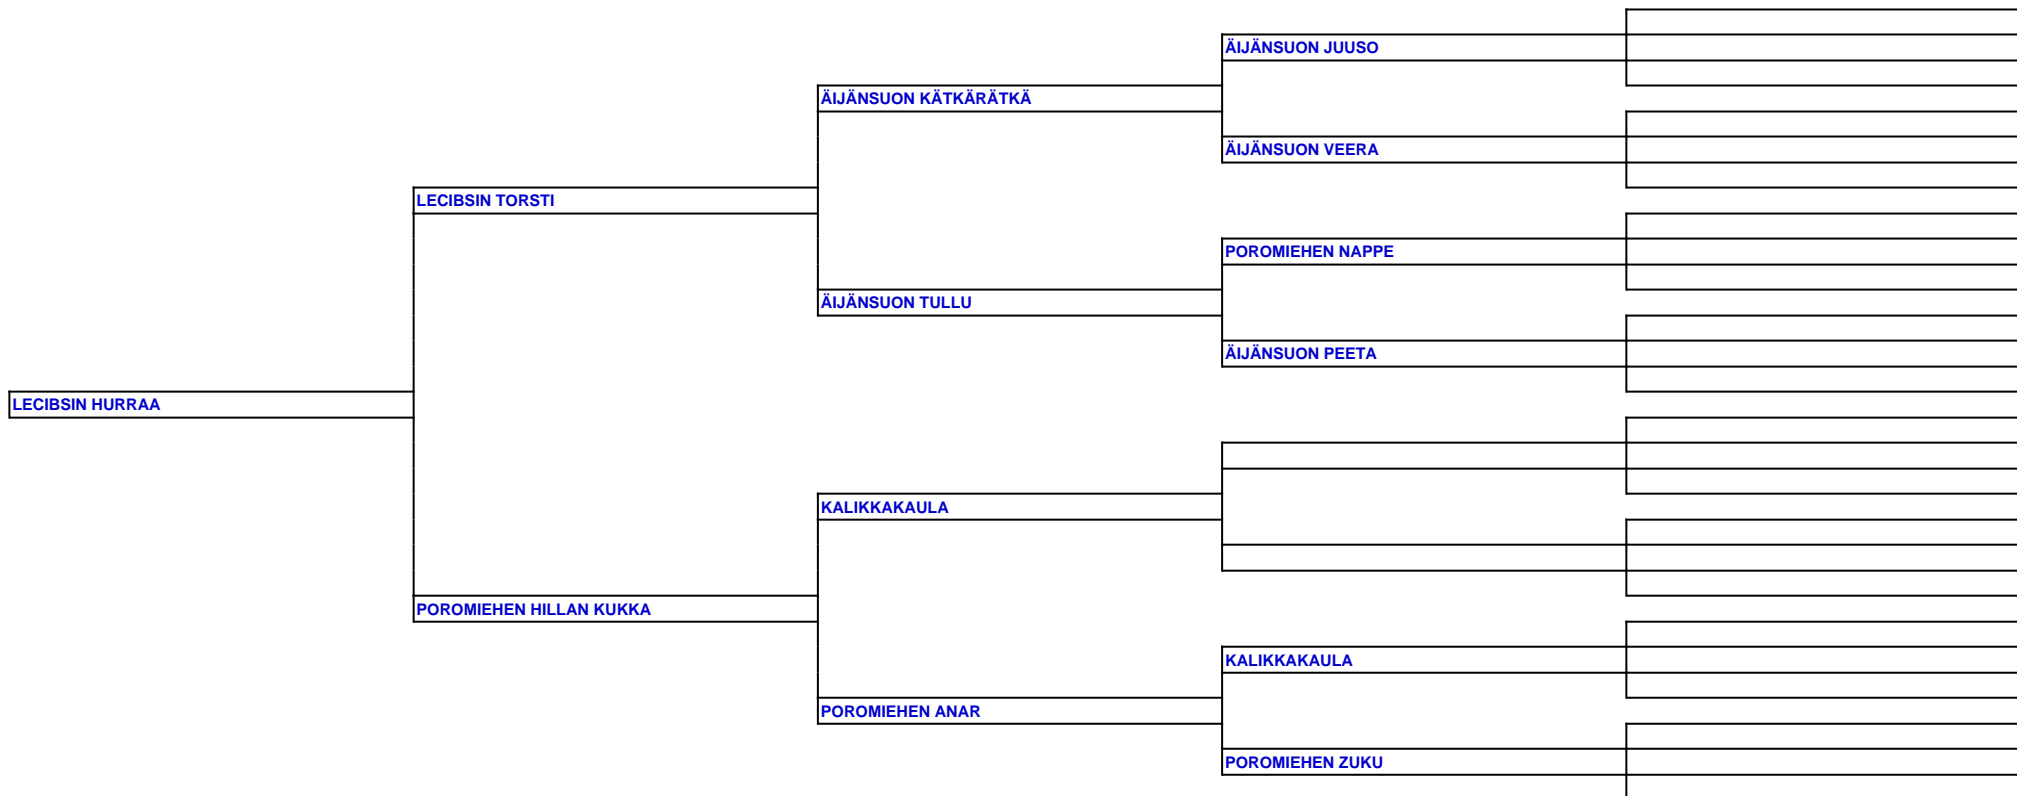 ÄIJÄNSUON JUUSO
ÄIJÄNSUON KÄTKÄRÄTKÄ
ÄIJÄNSUON VEERA
LECIBSIN TORSTI
POROMIEHEN NAPPE
ÄIJÄNSUON TULLU
ÄIJÄNSUON PEETA
LECIBSIN HURRAA
KALIKKAKAULA
POROMIEHEN HILLAN KUKKA
KALIKKAKAULA
POROMIEHEN ANAR
POROMIEHEN ZUKU